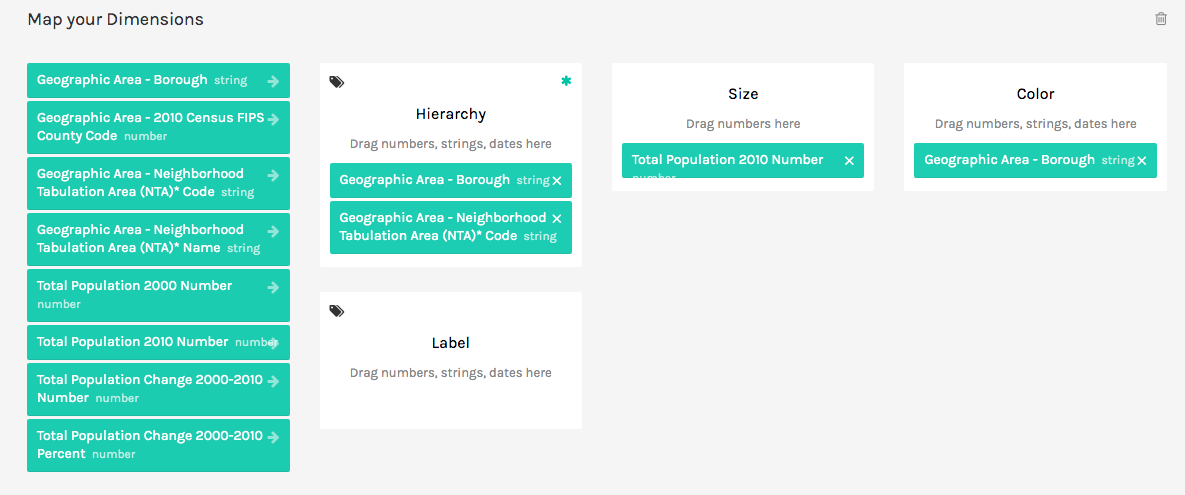 Map your Dimensions
Geographic Area - Borough string
Geographic Area - 2010 Census FIPS
County Code number
Geographic Area - Neighborhood
Tabulation Area (NTA)* Code string
Geographic Area - Neighborhood
Tabulation Area (NTA)* Name string
Total Population 2000 Number
number
Total Population 2010 Number number
Total Population Change 2000-2010
Number number
Total Population Change 2000-2010
Percent number
Hierarchy
Drag numbers, strings, dates here
Geographic Area - Borough string
Geographic Area - Neighborhood
Tabulation Area (NTA)* Code string
Label
Drag numbers, strings, dates here
Size
Drag numbers here
Total Population 2010 Number
number
Color
Drag numbers, strings, dates here
Geographic Area - Borough string